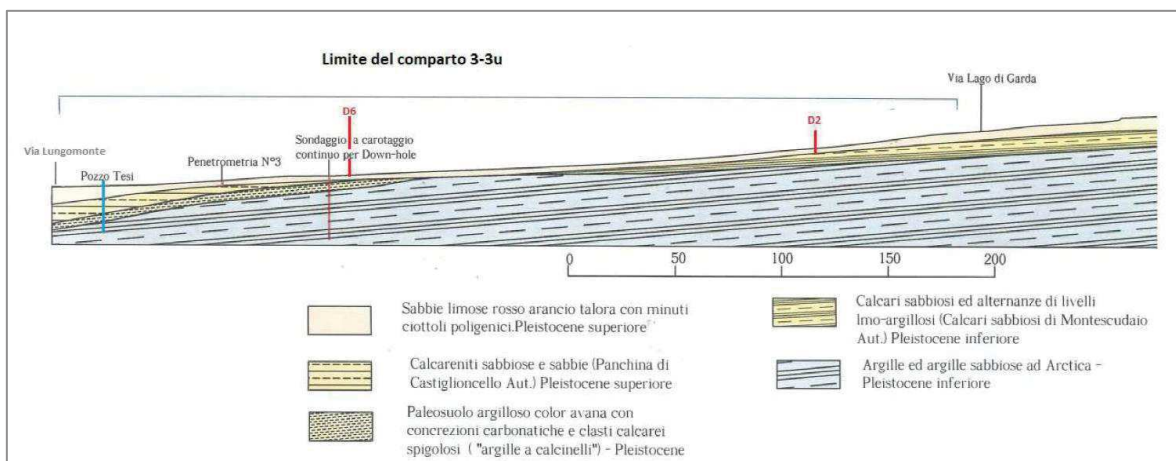 Limite del comparto 3-3u
Via Lago di Garda
D6
D2
Sondaggio a carotaggio
continuo per Down-hole
Via Lungomonte
Penetrometria N°3
Pozzo Tesi
0 50 100 150 200
Sabbie limose rosso arancio talora con minuti
ciottoli poligenici.Pleistocene superiore
Calcareniti sabbiose e sabbie (Panchina di
Castiglioncello Aut.) Pleistocene superiore
Paleosuolo argilloso color avana con
concrezioni carbonatiche e clasti calcarei
spigolosi ( "argille a calcinelli") - Pleistocene
Calcari sabbiosi ed alternanze di livelli
lmo-argillosi (Calcari sabbiosi di Montescudaio
Aut.) Pleistocene inferiore
Argille ed argille sabbiose ad Arctica -
Pleistocene inferiore